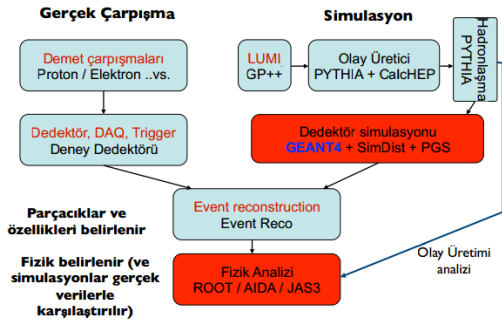 Gerçek Çarpışma
Simulasyon
Demet çarpışmaları
Proton / Elektron ..vs.
LUMI
GP++
Olay Üretici
PYTHIA + CalcHEP
Hadronlaşma
PYTHIA
Dedektör, DAQ, Trigger
Deney Dedektörü
Dedektör simulasyonu
GEANT4 + SimDist + PGS
Event reconstruction
Event Reco
Parçacıklar ve
özellikleri belirlenir
Fizik belirlenir (ve
simulasyonlar gerçek
verilerle
karşılaştırılır)
Fizik Analizi
ROOT / AIDA / JAS3
Olay Üretimi
analizi